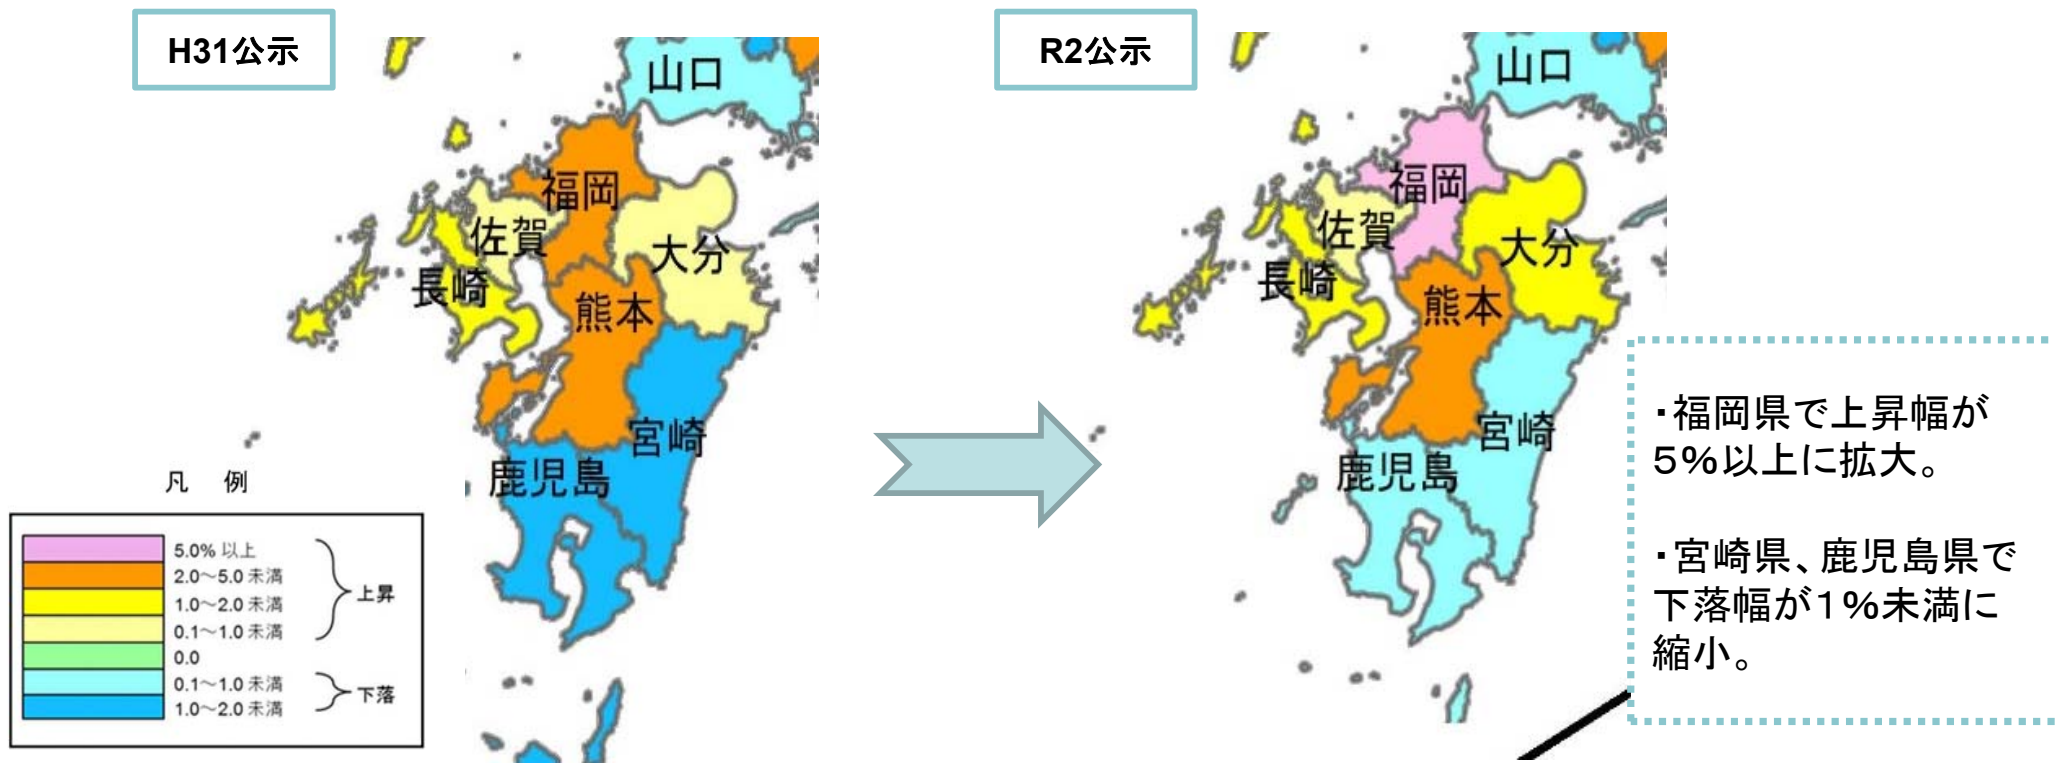 H31公示
山口
福岡
佐賀
大分
長崎
熊本
宮崎
鹿児島
凡 例
5.0% 以上
2.0～5.0 未満
1.0～2.0 未満
0.1～1.0 未満
上昇
0.0
0.1～1.0 未満
1.0～2.0 未満
下落
R2公示
山口
福岡
佐賀
大分
長崎
熊本
宮崎
鹿児島
・福岡県で上昇幅が
５％以上に拡大。
・宮崎県、鹿児島県で
下落幅が１％未満に
縮小。